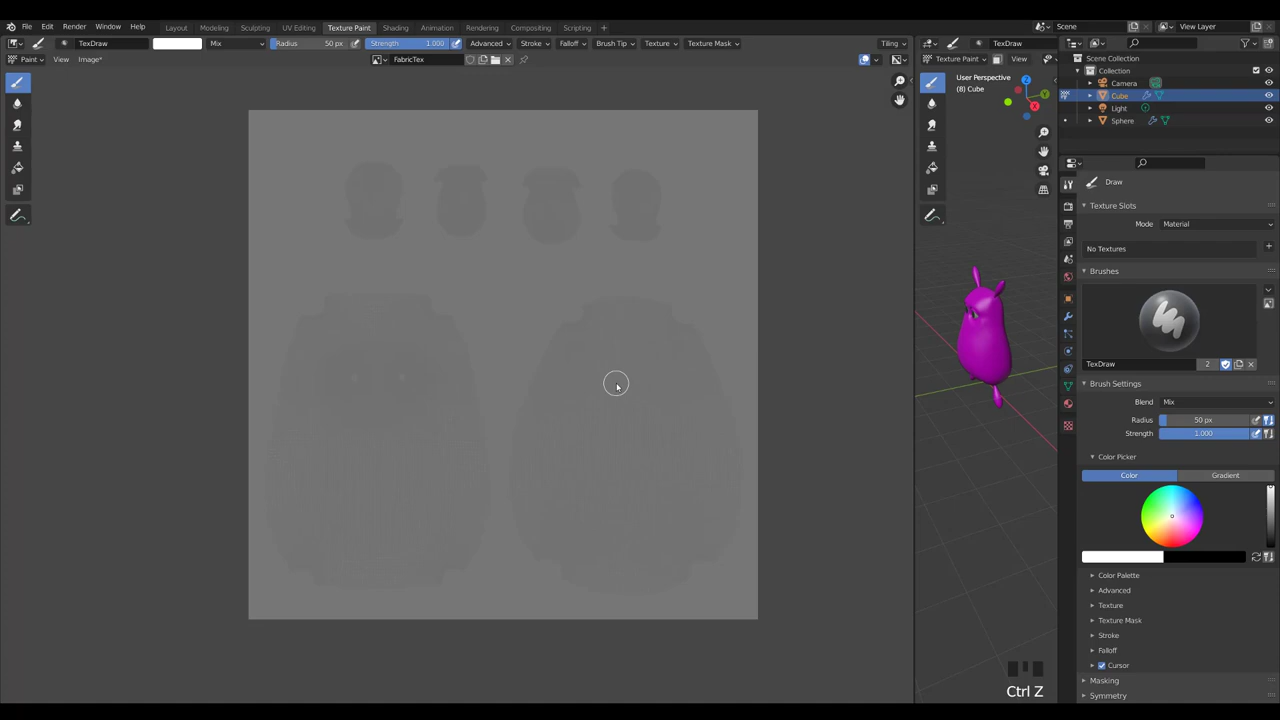 File Edit Render Window Help Layout Modeling Sculpting UV Editing Texture Paint Shading Animation Rendering Compositing Scripting + Scene View Layer
TexDraw Mix Radius 50 px Strength 1.000 Advanced Stroke Falloff Brush Tip Texture Texture Mask Tiling TexDraw
Paint View Image* FabricTex Texture Paint View
Scene Collection
Collection
User Perspective
(8) Cube
Camera
Cube
Light
Sphere
Draw
Texture Slots
Mode Material
No Textures
Brushes
TexDraw 2
Brush Settings
Blend Mix
Radius 50 px
Strength 1.000
Color Picker
Color Gradient
Color Palette
Advanced
Texture
Texture Mask
Stroke
Falloff
Cursor
Masking
Symmetry
Ctrl Z